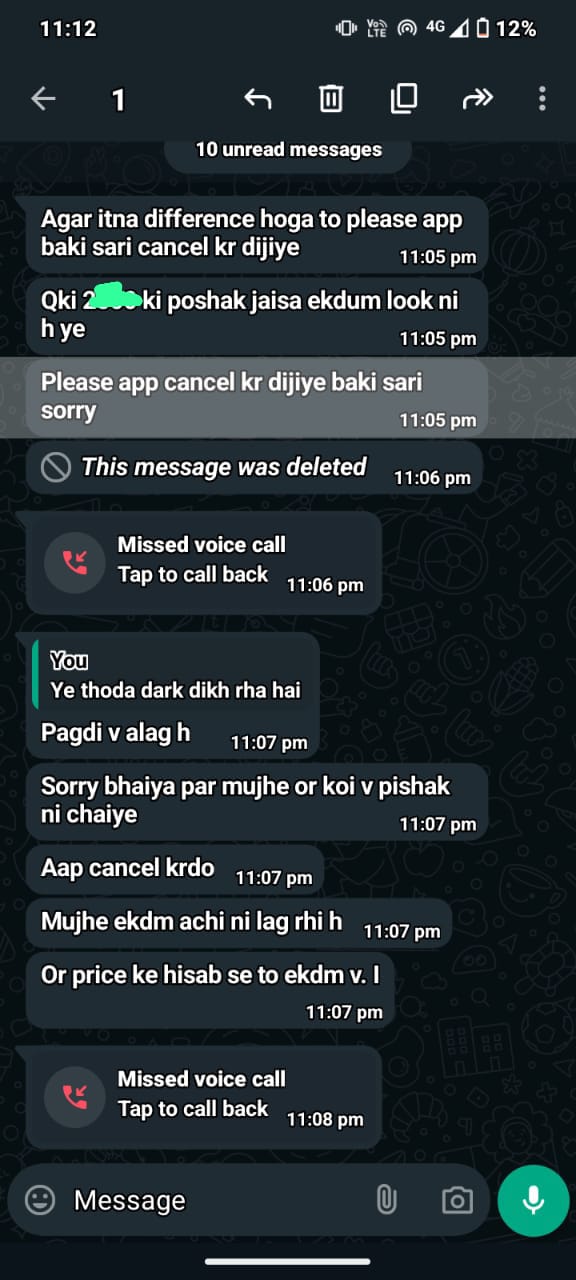 11:12
Vo)) LTE 4G 12%
1
10 unread messages
Agar itna difference hoga to please app
baki sari cancel kr dijiye 11:05 pm
Qki ki poshak jaisa ekdum look ni
h ye 11:05 pm
Please app cancel kr dijiye baki sari
sorry 11:05 pm
This message was deleted 11:06 pm
Missed voice call
Tap to call back 11:06 pm
You
Ye thoda dark dikh rha hai
Pagdi v alag h 11:07 pm
Sorry bhaiya par mujhe or koi v pishak
ni chaiye 11:07 pm
Aap cancel krdo 11:07 pm
Mujhe ekdm achi ni lag rhi h 11:07 pm
Or price ke hisab se to ekdm v. I
11:07 pm
Missed voice call
Tap to call back 11:08 pm
Message